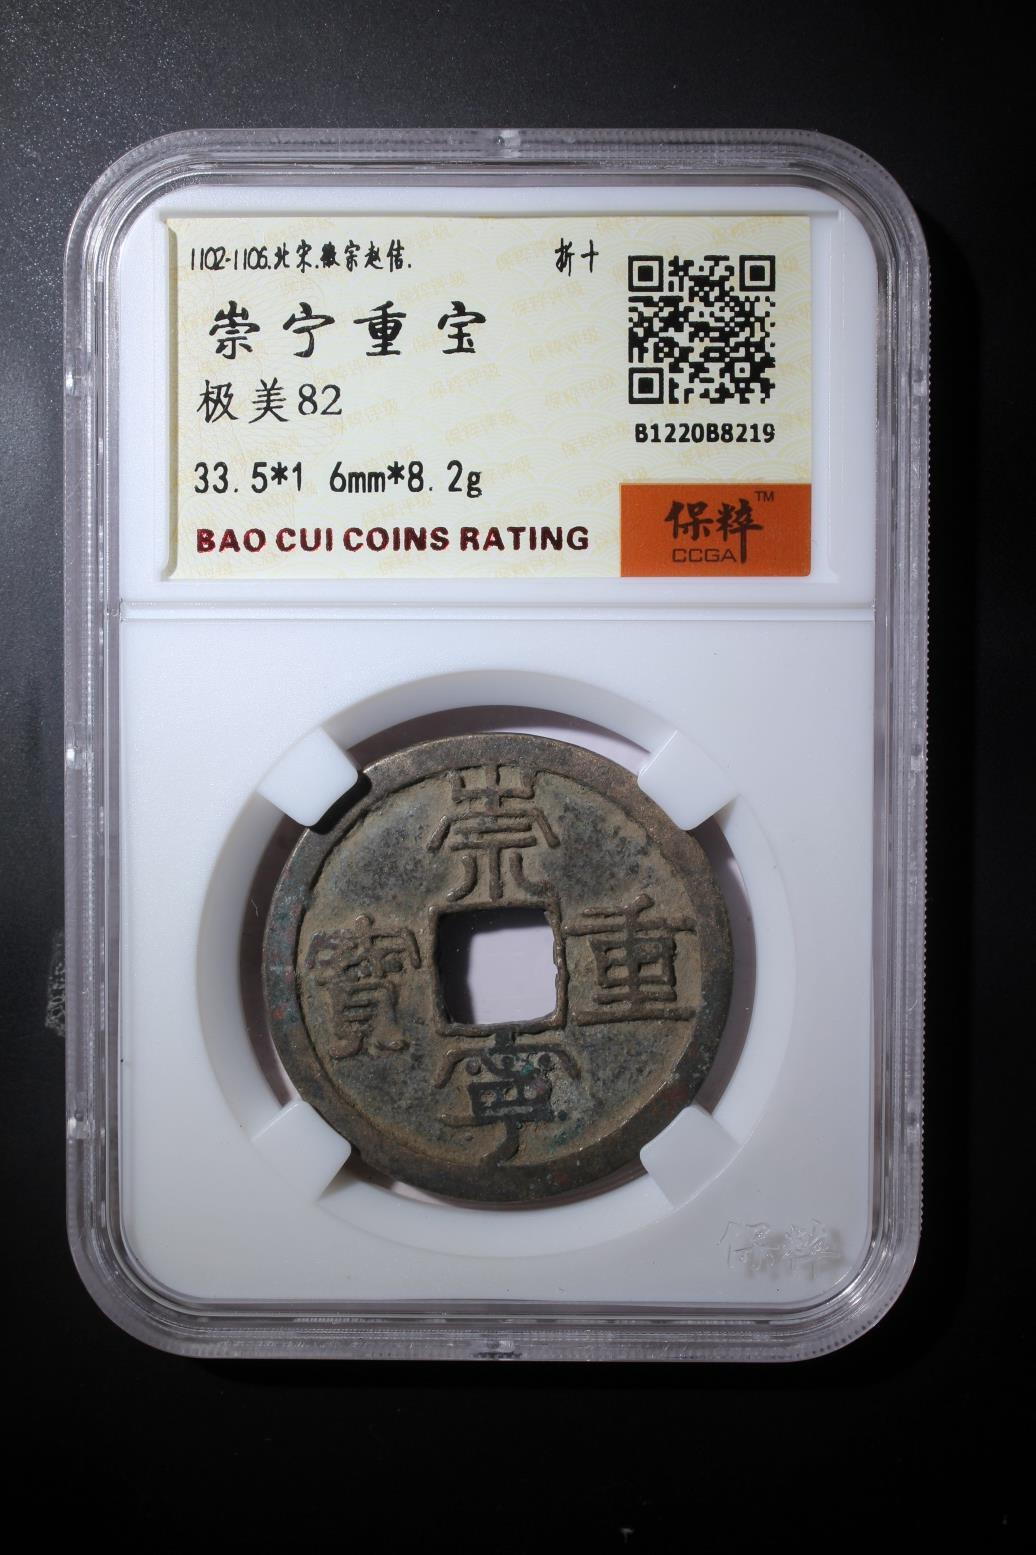 1102-1106.北宋.徽宗赵佶.
折十
崇宁重宝
极美82
33.5*1 6mm*8.2g
B1220B8219
BAO CUI COINS RATING
保粹 TM
CCGA
崇
重
寶
寧
保粹